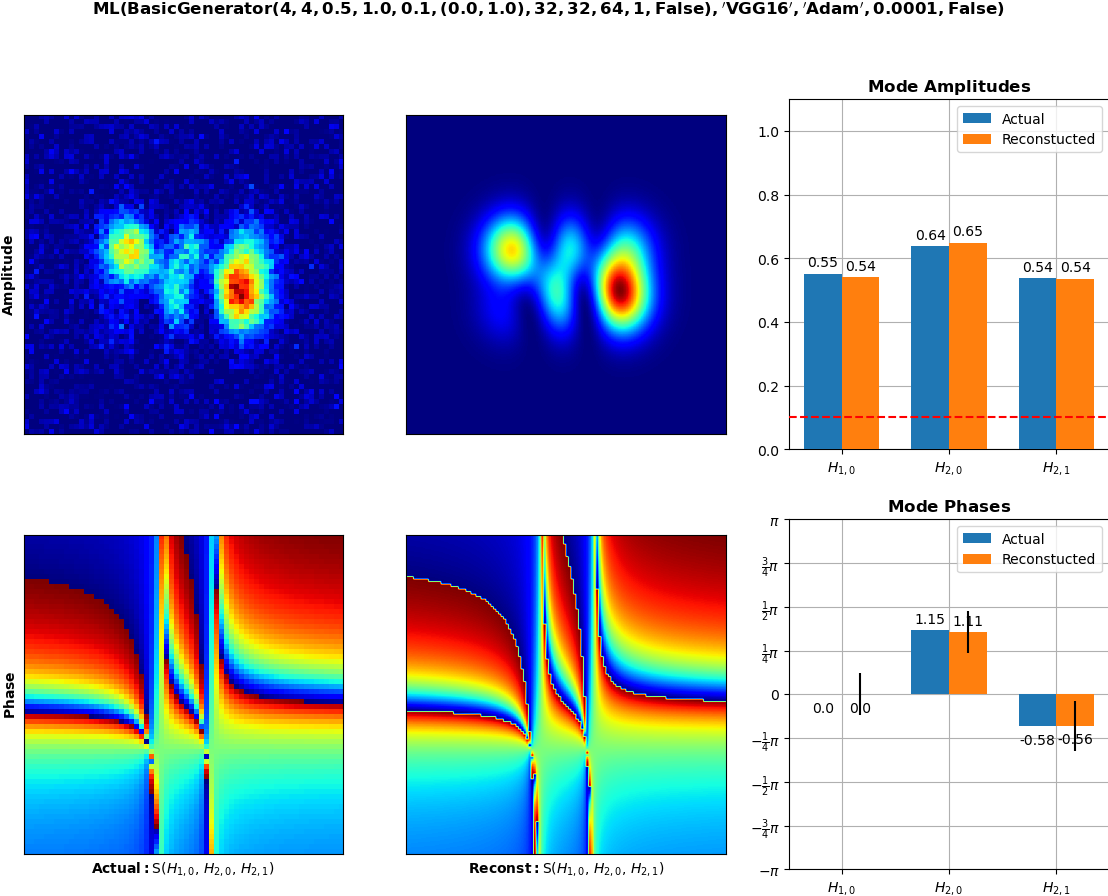 ML(BasicGenerator(4, 4, 0.5, 1.0, 0.1, (0.0, 1.0), 32, 32, 64, 1, False), ′VGG16′, ′Adam′, 0.0001, False)
Amplitude
Mode Amplitudes
Actual
Reconstucted
1.0
0.8
0.6
0.4
0.2
0.0
0.55 0.54
0.64 0.65
0.54 0.54
H1,0 H2,0 H2,1
Phase
Actual: S(H1,0, H2,0, H2,1)
Reconst: S(H1,0, H2,0, H2,1)
Mode Phases
Actual
Reconstucted
π
3/4π
1/2π
1/4π
0
−1/4π
−1/2π
−3/4π
−π
0.0 0.0
1.15 1.11
-0.58 -0.56
H1,0 H2,0 H2,1